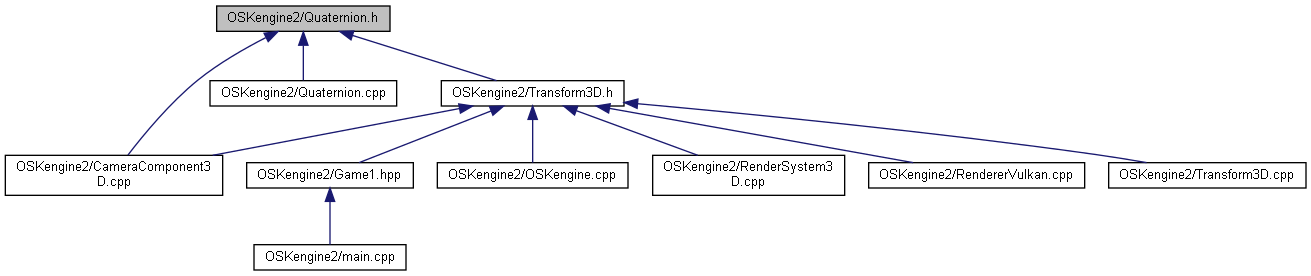 OSKengine2/Quaternion.h
OSKengine2/Quaternion.cpp
OSKengine2/Transform3D.h
OSKengine2/CameraComponent3
D.cpp
OSKengine2/Game1.hpp
OSKengine2/OSKengine.cpp
OSKengine2/RenderSystem3
D.cpp
OSKengine2/RendererVulkan.cpp
OSKengine2/Transform3D.cpp
OSKengine2/main.cpp